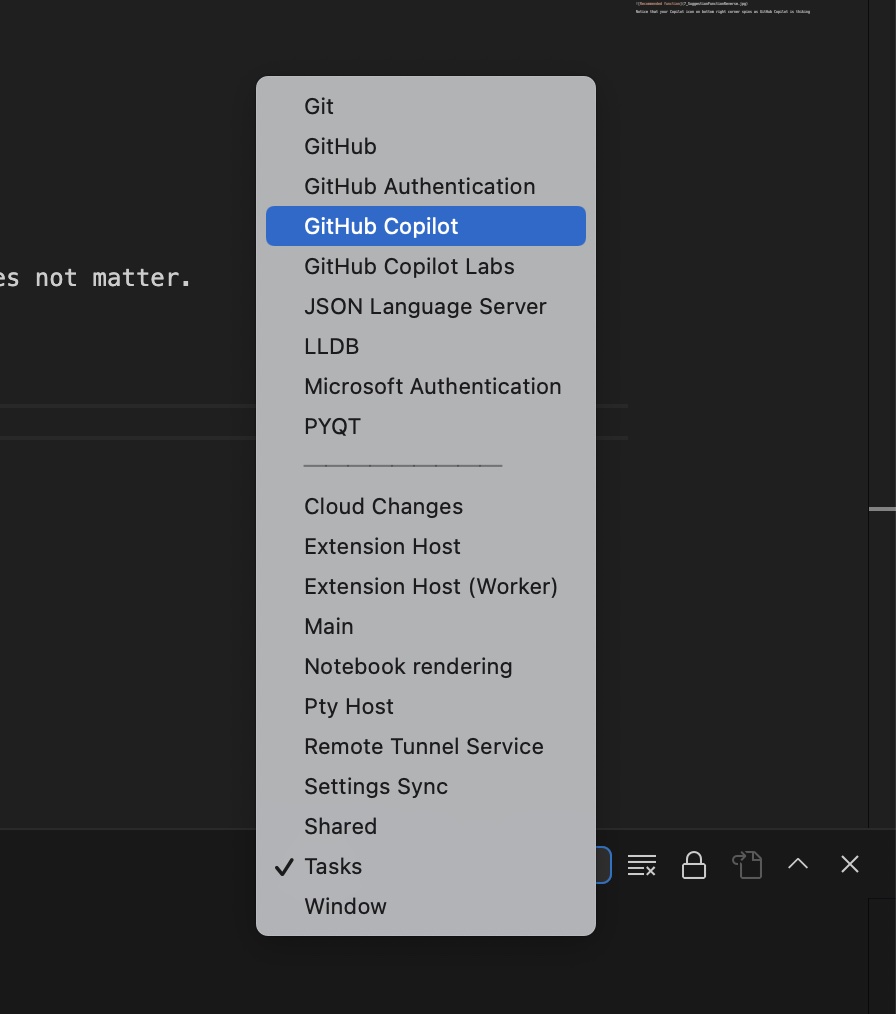 ![Recommended function](7_SuggestionFunctionReverse.jpg)
Notice that your Copilot icon on bottom right corner spins as GitHub Copilot is thinking
Git
GitHub
GitHub Authentication
GitHub Copilot
GitHub Copilot Labs
es not matter.
JSON Language Server
LLDB
Microsoft Authentication
PYQT
Cloud Changes
Extension Host
Extension Host (Worker)
Main
Notebook rendering
Pty Host
Remote Tunnel Service
Settings Sync
Shared
Tasks
Window